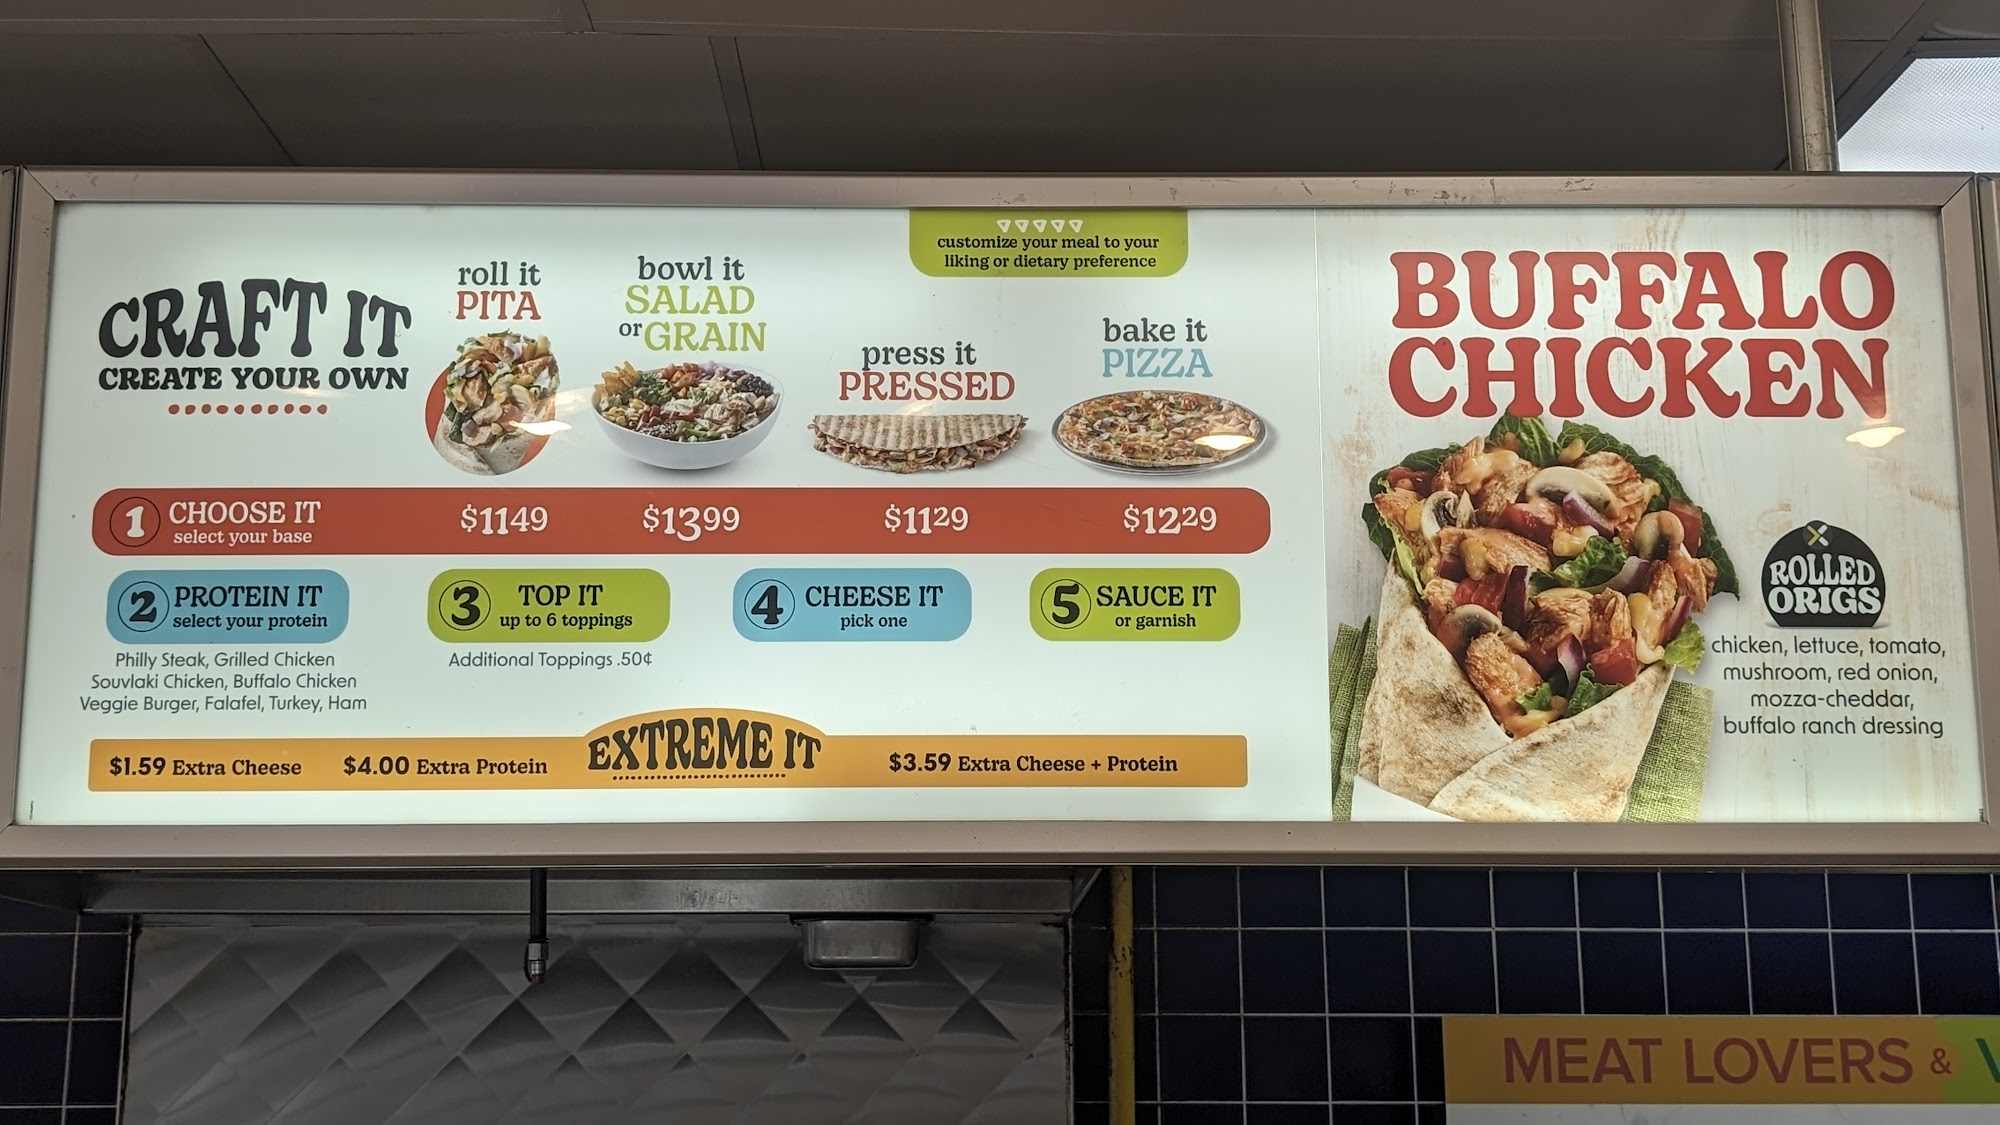 customize your meal to your
liking or dietary preference
CRAFT IT
CREATE YOUR OWN
roll it
PITA
bowl it
SALAD
or GRAIN
press it
PRESSED
bake it
PIZZA
1 CHOOSE IT
select your base
$1149
$1399
$1129
$1229
2 PROTEIN IT
select your protein
Philly Steak, Grilled Chicken
Souvlaki Chicken, Buffalo Chicken
Veggie Burger, Falafel, Turkey, Ham
3 TOP IT
up to 6 toppings
Additional Toppings .50¢
4 CHEESE IT
pick one
5 SAUCE IT
or garnish
EXTREME IT
$1.59 Extra Cheese
$4.00 Extra Protein
$3.59 Extra Cheese + Protein
BUFFALO
CHICKEN
ROLLED
ORIGS
chicken, lettuce, tomato,
mushroom, red onion,
mozza-cheddar,
buffalo ranch dressing
MEAT LOVERS &